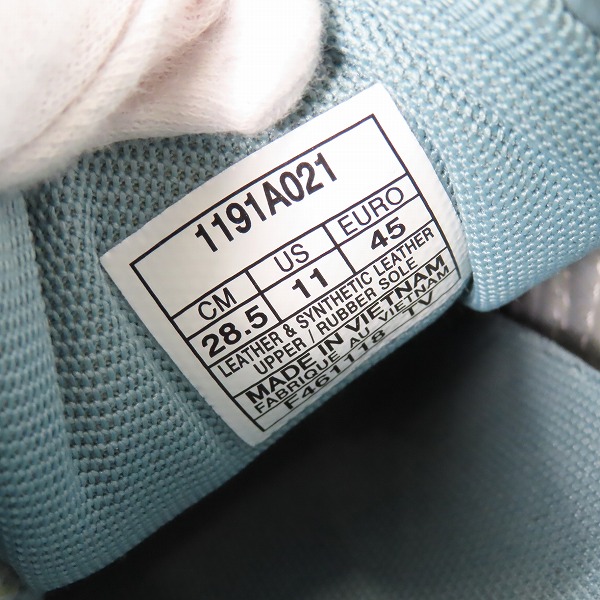 1191A021
CM US EURO
28.5 11 45
LEATHER & SYNTHETIC LEATHER
UPPER / RUBBER SOLE
MADE IN VIETNAM
FABRIQUE AU VIETNAM
F461118 TV